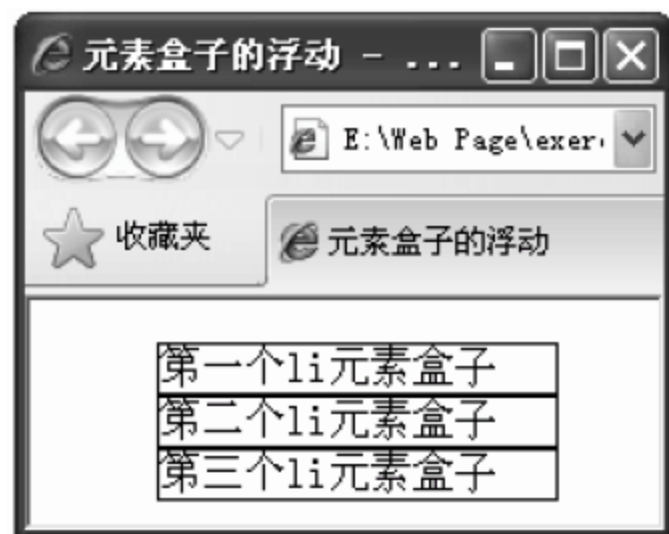 元素盒子的浮动 - ...
E:\Web Page\exer
收藏夹
元素盒子的浮动
第一个li元素盒子
第二个li元素盒子
第三个li元素盒子